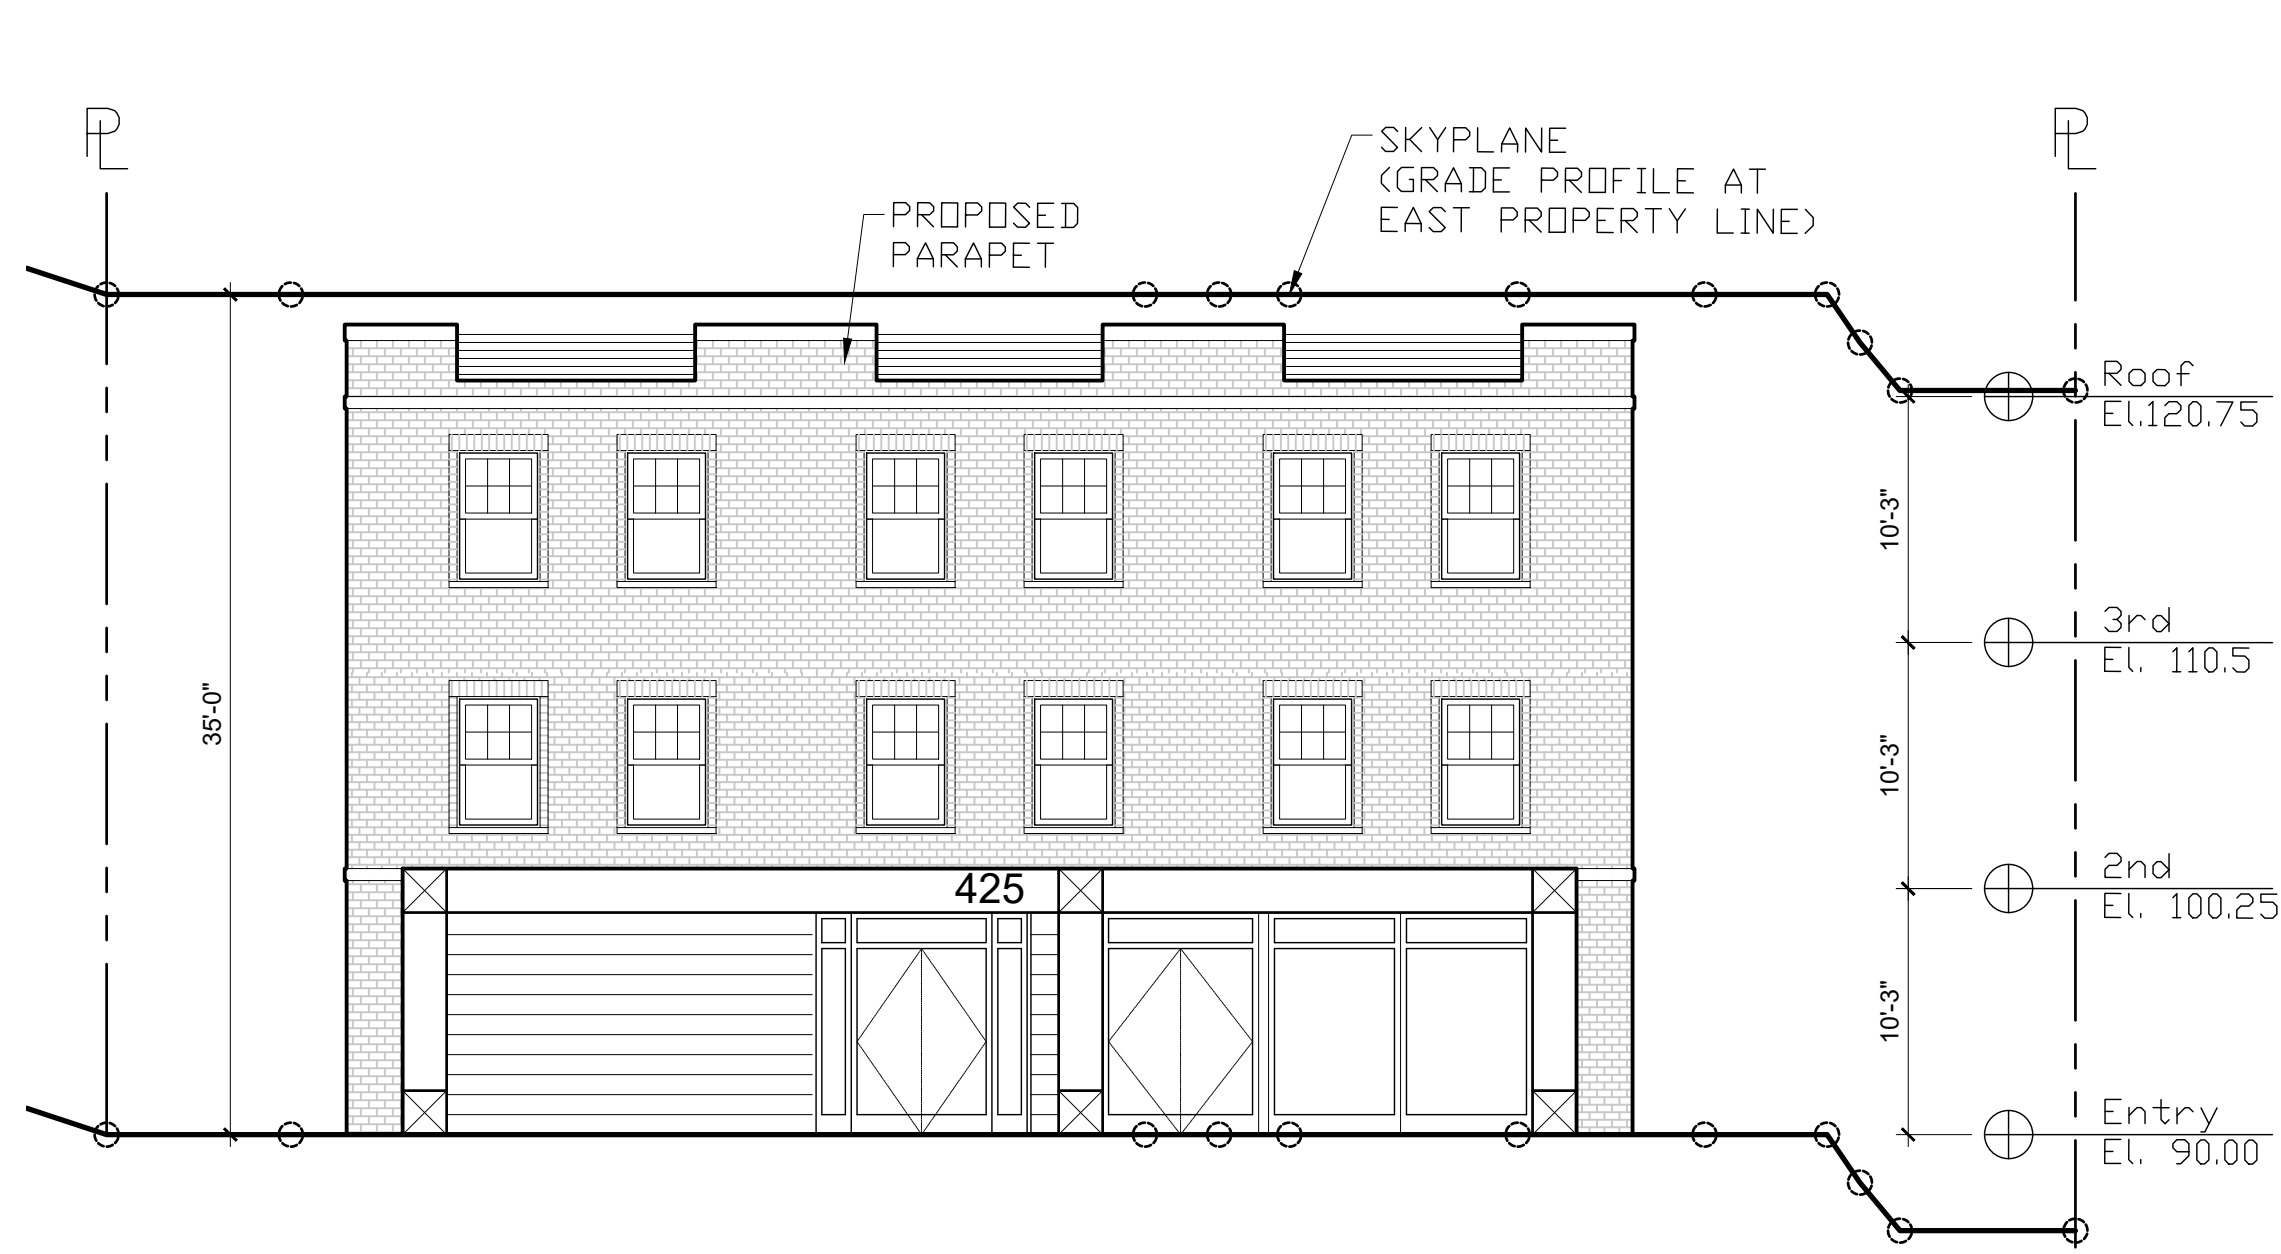 PL
PL
SKYPLANE
(GRADE PROFILE AT
EAST PROPERTY LINE)
PROPOSED
PARAPET
Roof
El.120.75
10'-3"
3rd
El. 110.5
35'-0"
10'-3"
2nd
El. 100.25
425
10'-3"
Entry
El. 90.00